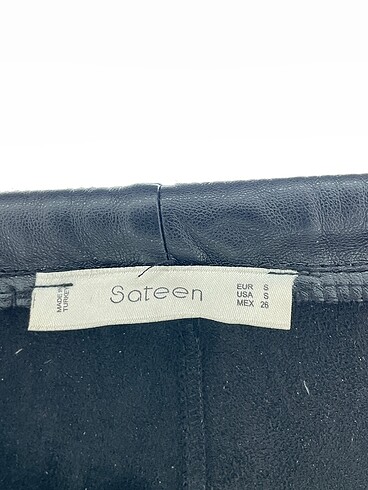 MADE IN
TURKEY
Sateen
EUR S
USA S
MEX 26